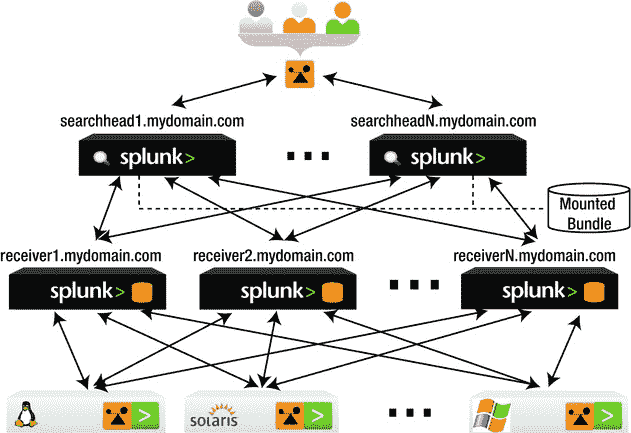 searchhead1.mydomain.com
searchheadN.mydomain.com
splunk>
splunk>
Mounted
Bundle
receiver1.mydomain.com
receiver2.mydomain.com
receiverN.mydomain.com
splunk>
splunk>
splunk>
>
solaris
>
>